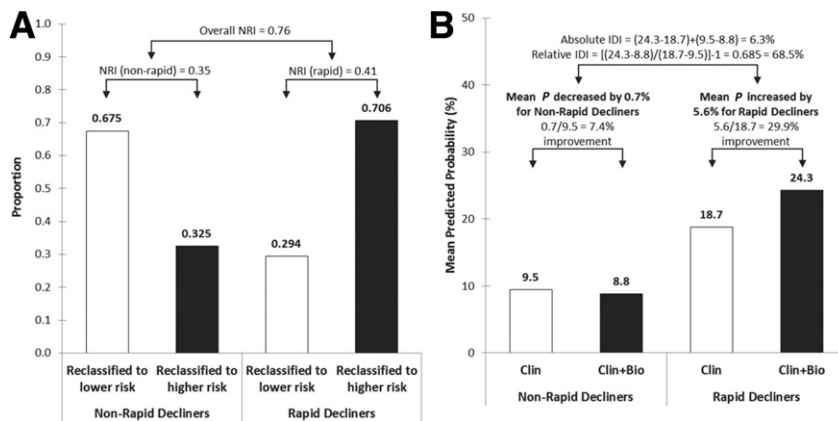 A
Overall NRI = 0.76
NRI (non-rapid) = 0.35
NRI (rapid) = 0.41
Proportion
1.0
0.9
0.8
0.7
0.6
0.5
0.4
0.3
0.2
0.1
0.0
0.675
0.325
0.294
0.706
Reclassified to
lower risk
Reclassified to
higher risk
Reclassified to
lower risk
Reclassified to
higher risk
Non-Rapid Decliners
Rapid Decliners
B
Absolute IDI = (24.3-18.7)+(9.5-8.8) = 6.3%
Relative IDI = [(24.3-8.8)/(18.7-9.5)]-1 = 0.685 = 68.5%
Mean P decreased by 0.7%
for Non-Rapid Decliners
0.7/9.5 = 7.4%
improvement
Mean P increased by
5.6% for Rapid Decliners
5.6/18.7 = 29.9%
improvement
Mean Predicted Probability (%)
50
40
30
20
10
0
9.5
8.8
18.7
24.3
Clin
Clin+Bio
Clin
Clin+Bio
Non-Rapid Decliners
Rapid Decliners